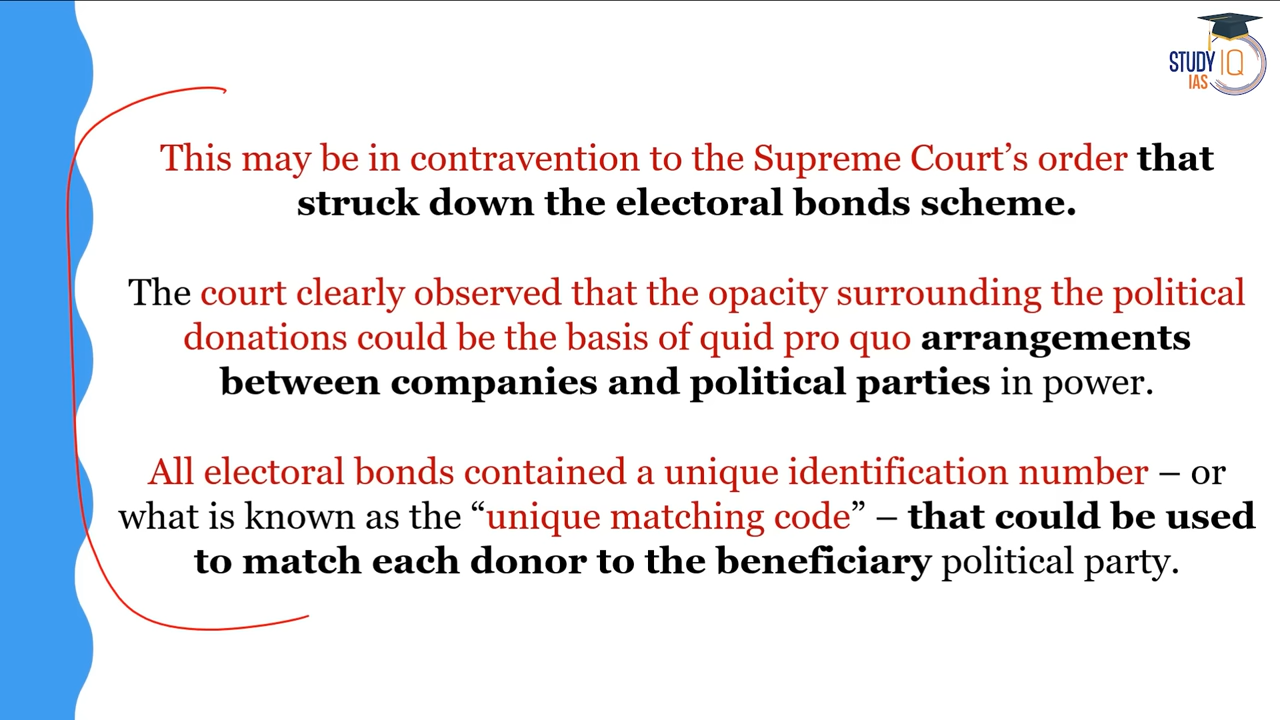 STUDY IQ
IAS
This may be in contravention to the Supreme Court’s order that
struck down the electoral bonds scheme.
The court clearly observed that the opacity surrounding the political
donations could be the basis of quid pro quo arrangements
between companies and political parties in power.
All electoral bonds contained a unique identification number – or
what is known as the “unique matching code” – that could be used
to match each donor to the beneficiary political party.